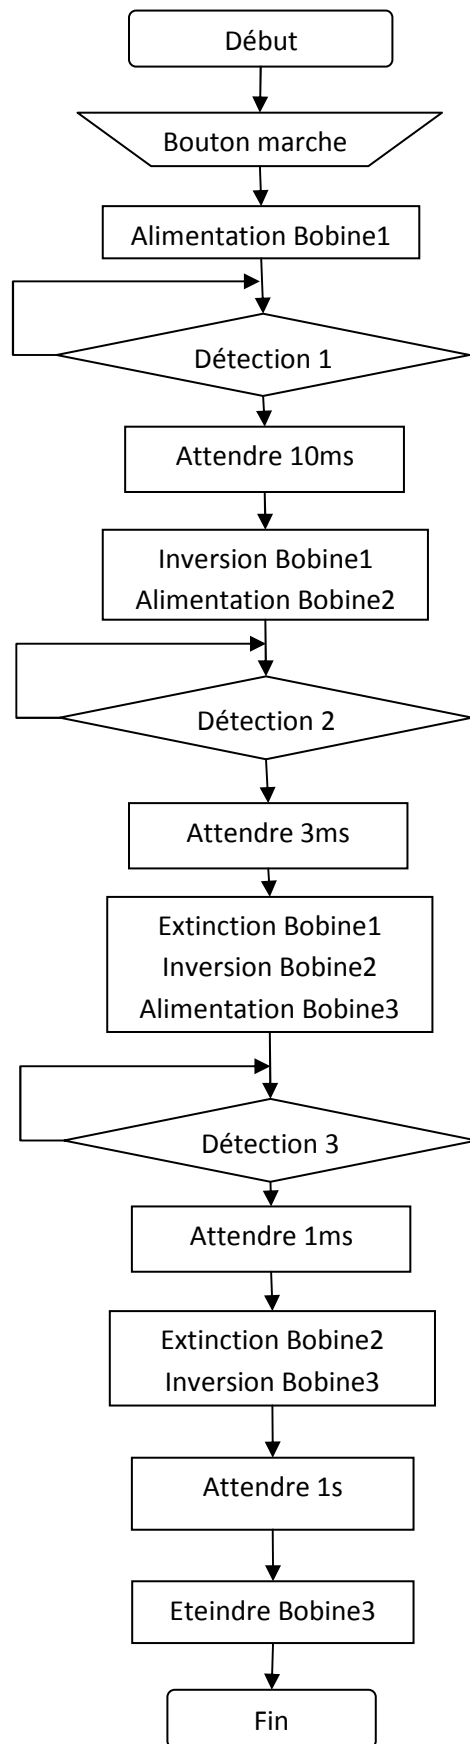 Début
Bouton marche
Alimentation Bobine1
Détection 1
Attendre 10ms
Inversion Bobine1
Alimentation Bobine2
Détection 2
Attendre 3ms
Extinction Bobine1
Inversion Bobine2
Alimentation Bobine3
Détection 3
Attendre 1ms
Extinction Bobine2
Inversion Bobine3
Attendre 1s
Eteindre Bobine3
Fin